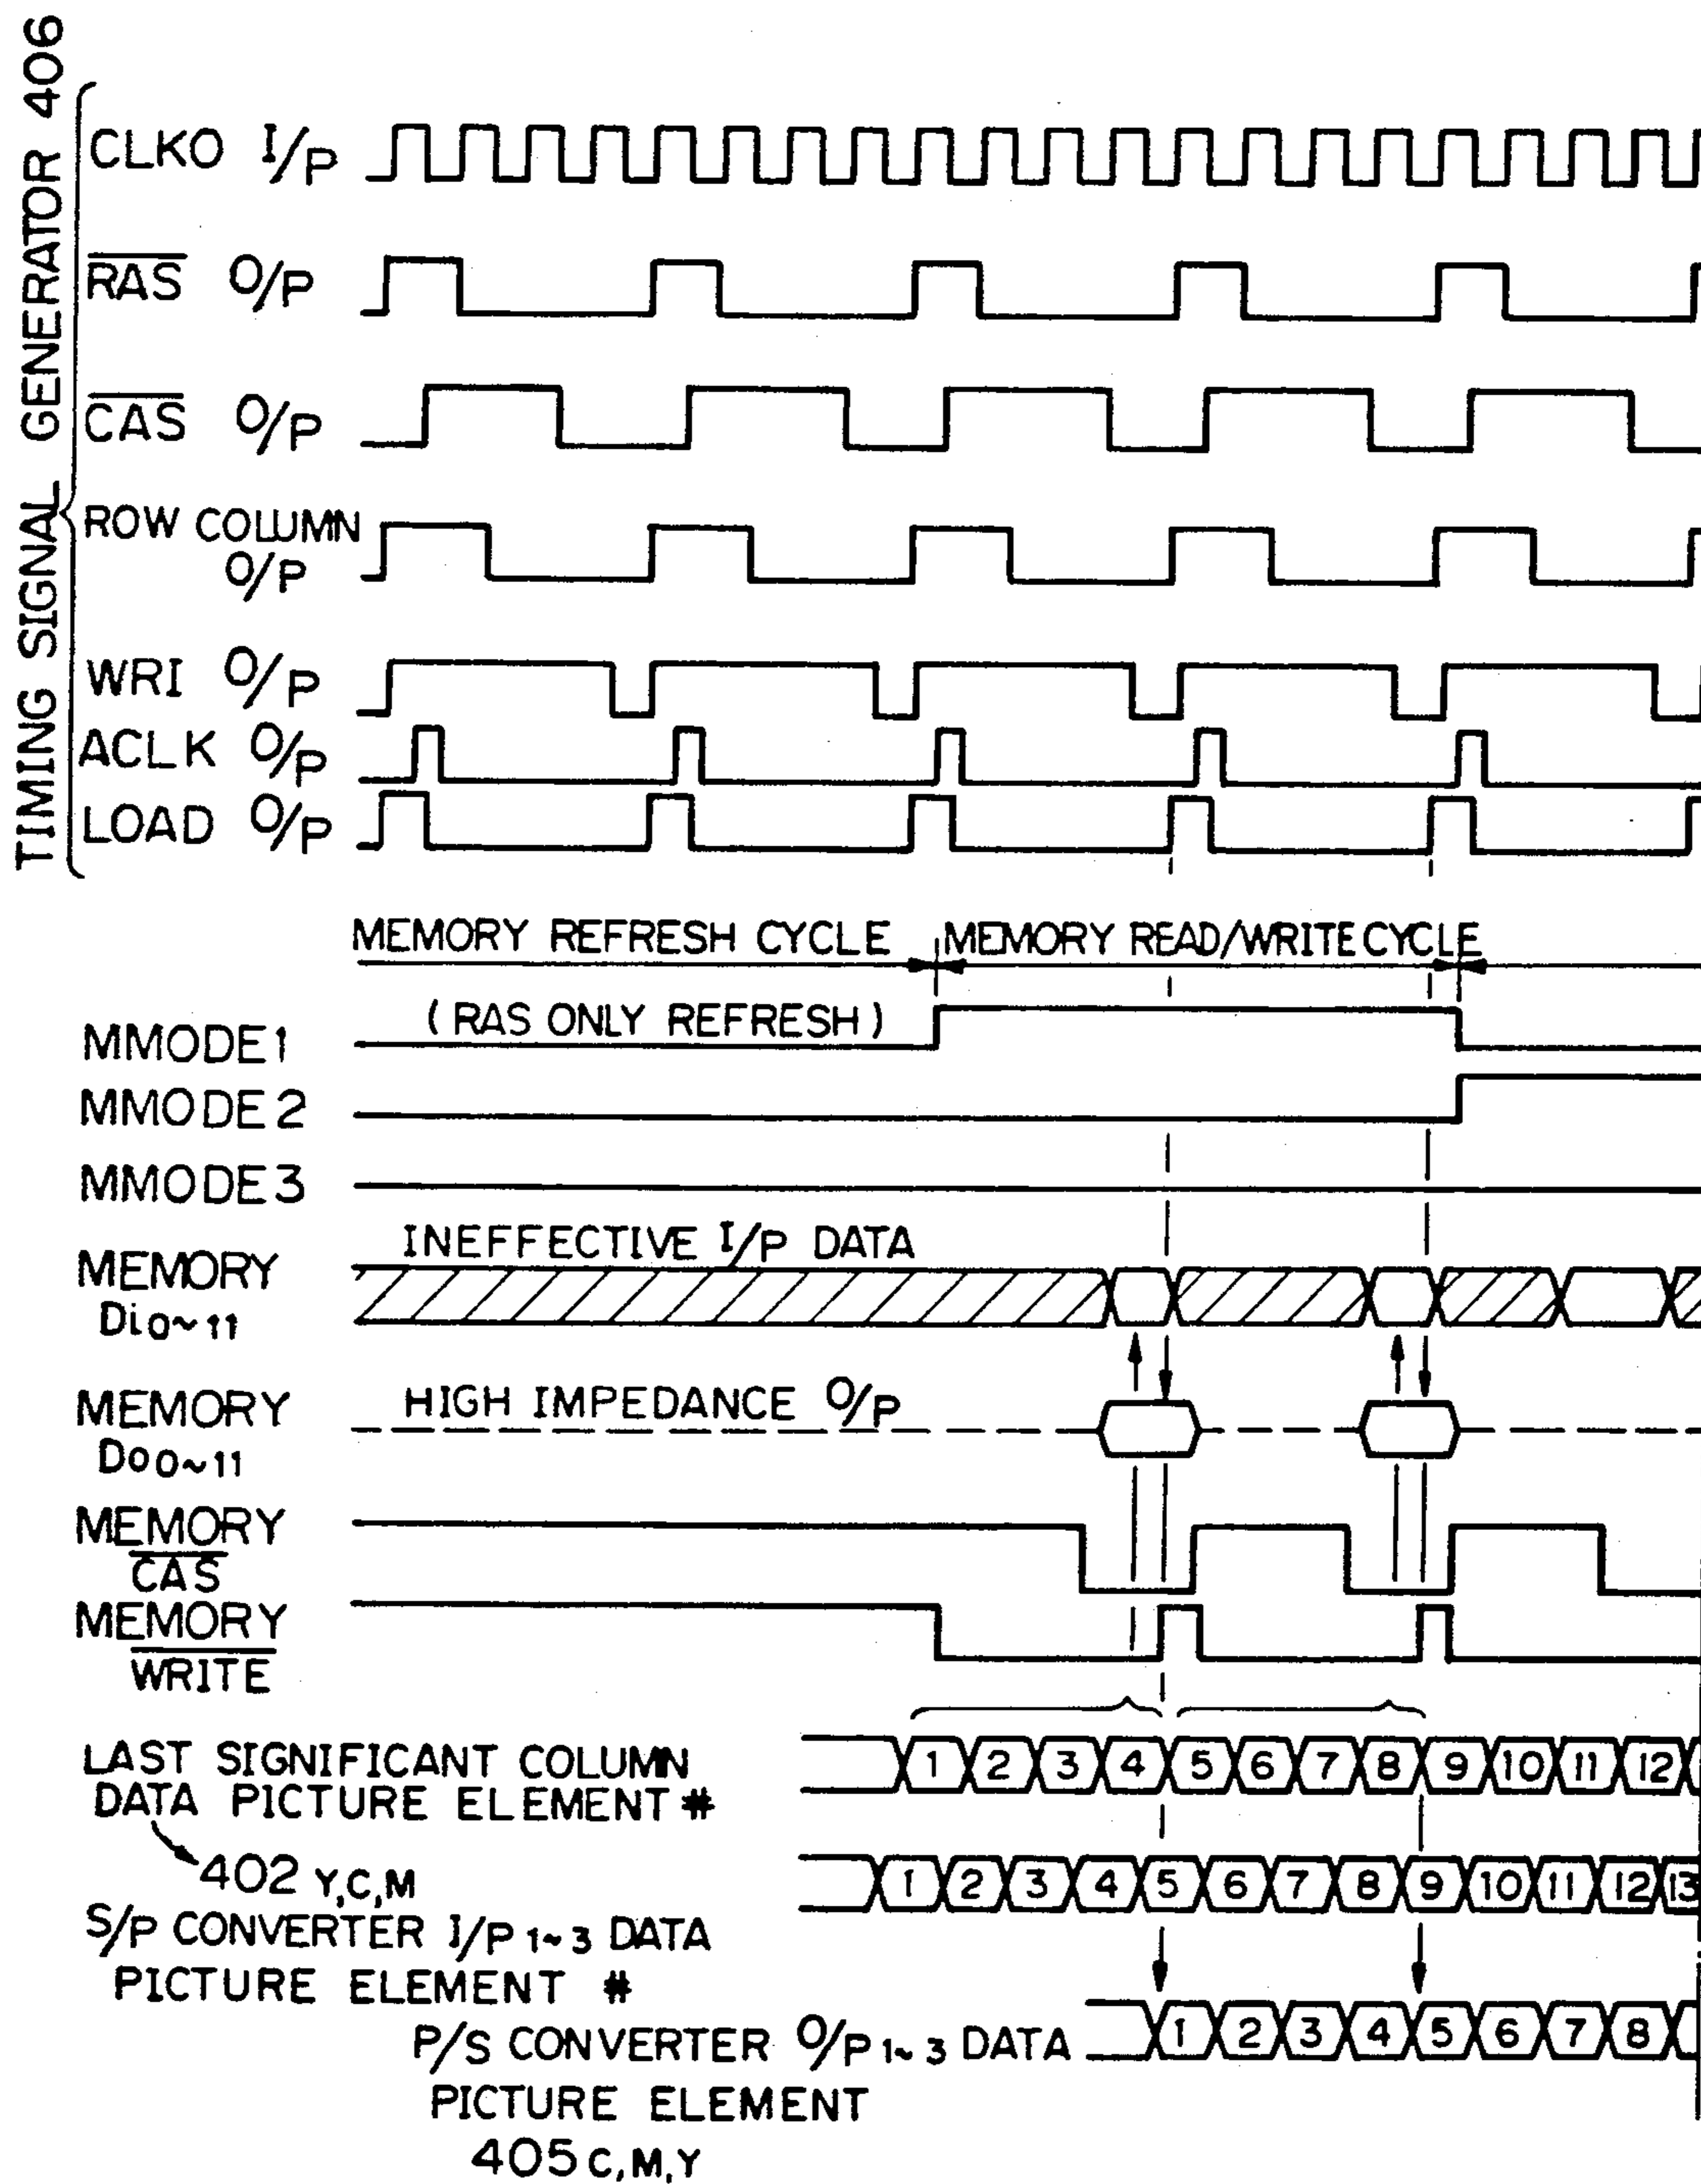 TIMING SIGNAL GENERATOR 406
CLKO I/P
RAS O/P
CAS O/P
ROW COLUMN
O/P
WRI O/P
ACLK O/P
LOAD O/P
MEMORY REFRESH CYCLE MEMORY READ/WRITE CYCLE
(RAS ONLY REFRESH)
MMODE1
MMODE2
MMODE3
INEFFECTIVE I/P DATA
MEMORY
Di0~11
HIGH IMPEDANCE O/P
MEMORY
Do0~11
MEMORY
CAS
MEMORY
WRITE
LAST SIGNIFICANT COLUMN
DATA PICTURE ELEMENT #
1 2 3 4 5 6 7 8 9 10 11 12
402 Y,C,M
1 2 3 4 5 6 7 8 9 10 11 12 13
S/P CONVERTER I/P 1~3 DATA
PICTURE ELEMENT #
P/S CONVERTER O/P 1~3 DATA
1 2 3 4 5 6 7 8
PICTURE ELEMENT
405 C,M,Y